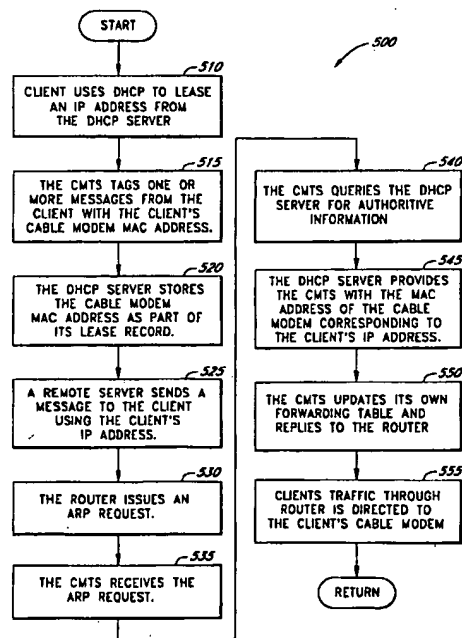 START
500
510
CLIENT USES DHCP TO LEASE
AN IP ADDRESS FROM
THE DHCP SERVER
515
THE CMTS TAGS ONE OR
MORE MESSAGES FROM THE
CLIENT WITH THE CLIENT'S
CABLE MODEM MAC ADDRESS.
520
THE DHCP SERVER STORES
THE CABLE MODEM
MAC ADDRESS AS PART OF
ITS LEASE RECORD.
525
A REMOTE SERVER SENDS A
MESSAGE TO THE CLIENT
USING THE CLIENT'S
IP ADDRESS.
530
THE ROUTER ISSUES AN
ARP REQUEST.
535
THE CMTS RECEIVES THE
ARP REQUEST.
540
THE CMTS QUERIES THE DHCP
SERVER FOR AUTHORITIVE
INFORMATION
545
THE DHCP SERVER PROVIDES
THE CMTS WITH THE MAC
ADDRESS OF THE CABLE
MODEM CORRESPONDING TO
THE CLIENT'S IP ADDRESS.
550
THE CMTS UPDATES ITS OWN
FORWARDING TABLE AND
REPLIES TO THE ROUTER
555
CLIENTS TRAFFIC THROUGH
ROUTER IS DIRECTED TO
THE CLIENT'S CABLE MODEM
RETURN